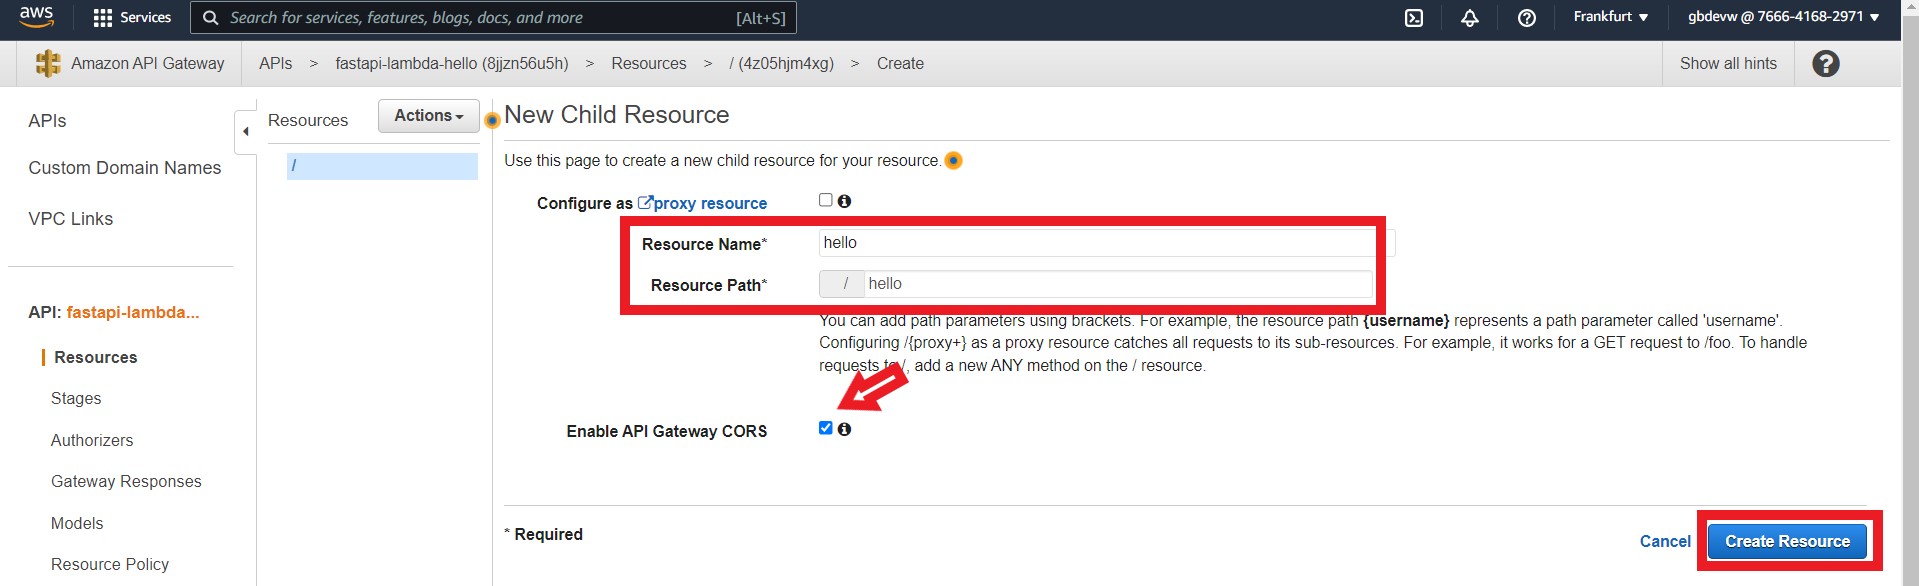 aws Services Search for services, features, blogs, docs, and more [Alt+S] Frankfurt ▼ gbdevw @ 7666-4168-2971 ▼
Amazon API Gateway APIs > fastapi-lambda-hello (8jjzn56u5h) > Resources > / (4z05hjm4xg) > Create Show all hints
APIs
Custom Domain Names
VPC Links
API: fastapi-lambda...
Resources
Stages
Authorizers
Gateway Responses
Models
Resource Policy
Resources Actions
/
New Child Resource
Use this page to create a new child resource for your resource.
Configure as proxy resource
Resource Name* hello
Resource Path* / hello
You can add path parameters using brackets. For example, the resource path {username} represents a path parameter called 'username'.
Configuring /{proxy+} as a proxy resource catches all requests to its sub-resources. For example, it works for a GET request to /foo. To handle
requests to /, add a new ANY method on the / resource.
Enable API Gateway CORS
* Required
Cancel Create Resource